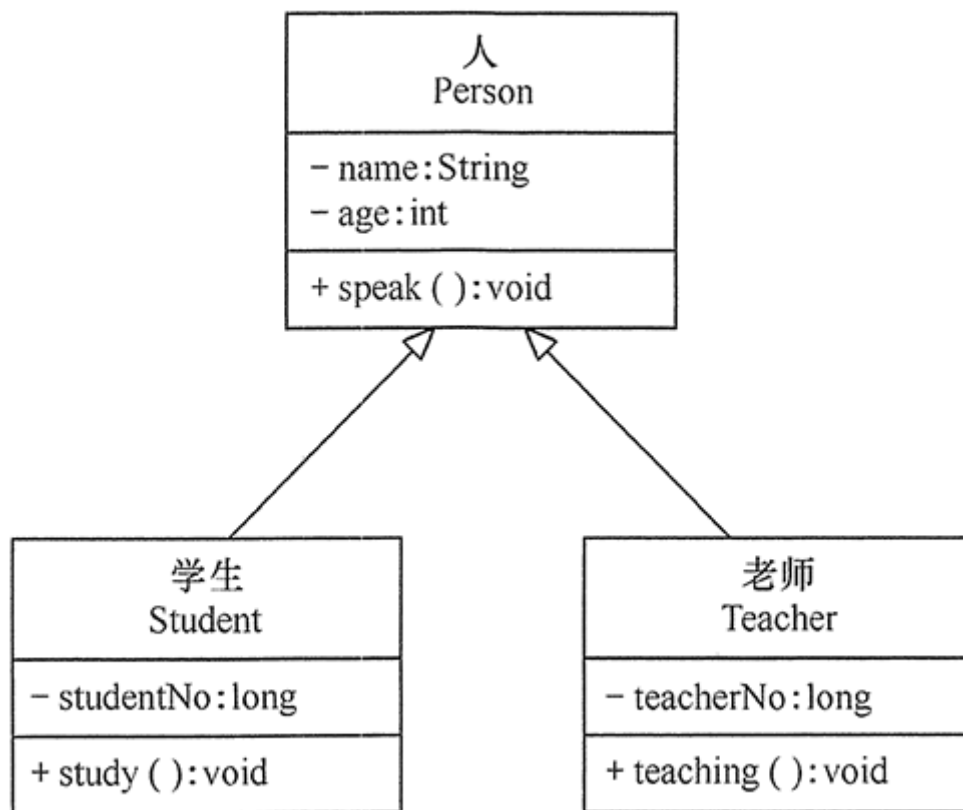 人
Person
- name:String
- age:int
+ speak ( ):void
学生
Student
- studentNo:long
+ study ( ):void
老师
Teacher
- teacherNo:long
+ teaching ( ):void